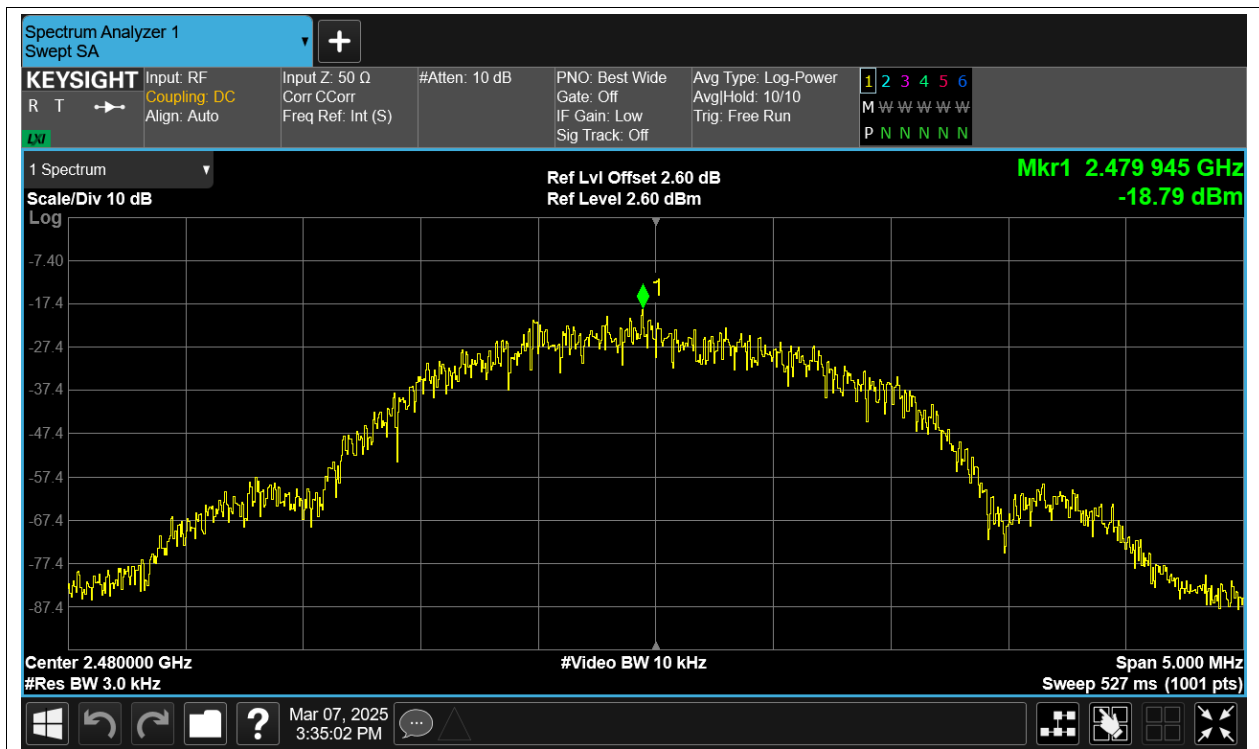 Spectrum Analyzer 1
Swept SA
KEYSIGHT
R T
LXI
Input: RF
Coupling: DC
Align: Auto
Input Z: 50 Ω
Corr CCorr
Freq Ref: Int (S)
#Atten: 10 dB
PNO: Best Wide
Gate: Off
IF Gain: Low
Sig Track: Off
Avg Type: Log-Power
Avg|Hold: 10/10
Trig: Free Run
1 2 3 4 5 6
M W W W W W
P N N N N N
1 Spectrum
Scale/Div 10 dB
Ref Lvl Offset 2.60 dB
Ref Level 2.60 dBm
Mkr1 2.479 945 GHz
-18.79 dBm
Log
-7.40
-17.4
-27.4
-37.4
-47.4
-57.4
-67.4
-77.4
-87.4
1
Center 2.480000 GHz
#Res BW 3.0 kHz
#Video BW 10 kHz
Span 5.000 MHz
Sweep 527 ms (1001 pts)
?
Mar 07, 2025
3:35:02 PM